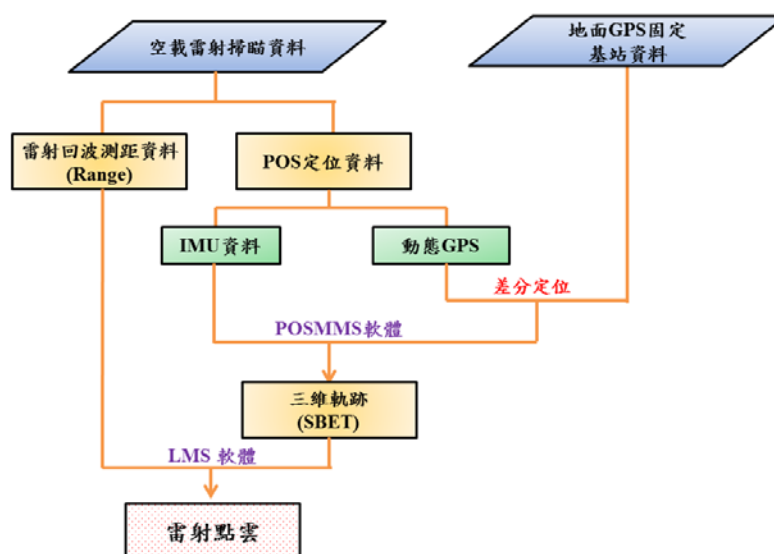 空載雷射掃瞄資料
地面GPS固定
基站資料
雷射回波測距資料
(Range)
POS定位資料
IMU資料
動態GPS
差分定位
POSMMS軟體
三維軌跡
(SBET)
LMS 軟體
雷射點雲